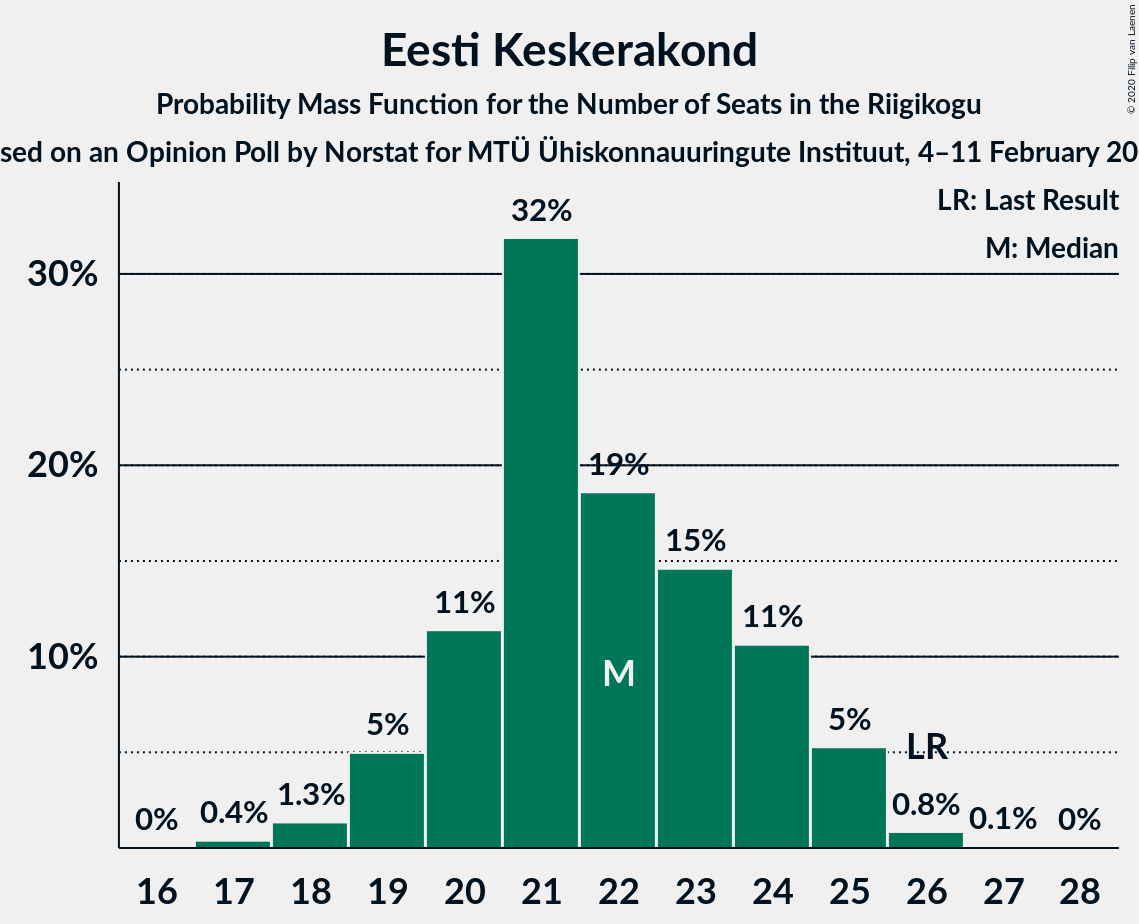 Eesti Keskerakond
Probability Mass Function for the Number of Seats in the Riigikogu
sed on an Opinion Poll by Norstat for MTÜ Ühiskonnauuringute Instituut, 4–11 February 20
© 2020 Filip van Laenen
LR: Last Result
M: Median
32%
30%
20%
19%
15%
11%
11%
10%
M
5%
5%
LR
0%
0.4%
1.3%
0.8%
0.1%
0%
16 17 18 19 20 21 22 23 24 25 26 27 28